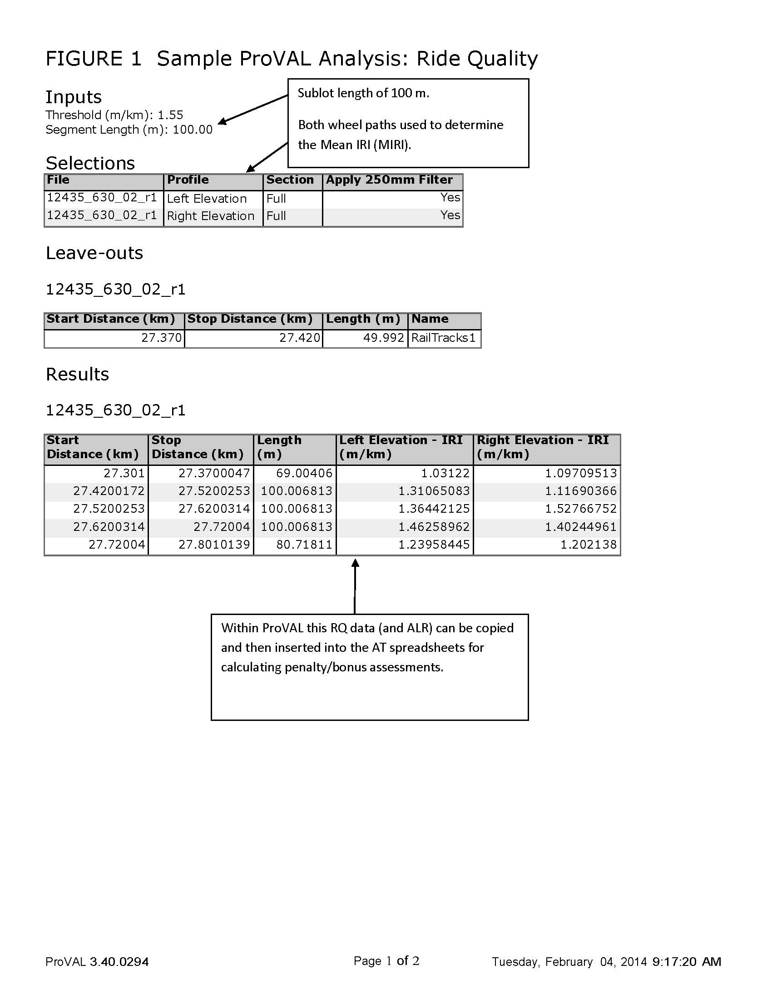 FIGURE 1  Sample ProVAL Analysis: Ride Quality
Inputs
Threshold (m/km): 1.55
Segment Length (m): 100.00
Sublot length of 100 m.
Both wheel paths used to determine
the Mean IRI (MIRI).
Selections
File Profile Section Apply 250mm Filter
12435_630_02_r1 Left Elevation Full Yes
12435_630_02_r1 Right Elevation Full Yes
Leave-outs
12435_630_02_r1
Start Distance (km) Stop Distance (km) Length (m) Name
27.370 27.420 49.992 RailTracks1
Results
12435_630_02_r1
Start Stop Length Left Elevation - IRI Right Elevation - IRI
Distance (km) Distance (km) (m) (m/km) (m/km)
27.301 27.3700047 69.00406 1.03122 1.09709513
27.4200172 27.5200253 100.006813 1.31065083 1.11690366
27.5200253 27.6200314 100.006813 1.36442125 1.52766752
27.6200314 27.72004 100.006813 1.46258962 1.40244961
27.72004 27.8010139 80.71811 1.23958445 1.202138
Within ProVAL this RQ data (and ALR) can be copied
and then inserted into the AT spreadsheets for
calculating penalty/bonus assessments.
ProVAL 3.40.0294 Page 1 of 2 Tuesday, February  04, 2014 9:17:20 AM